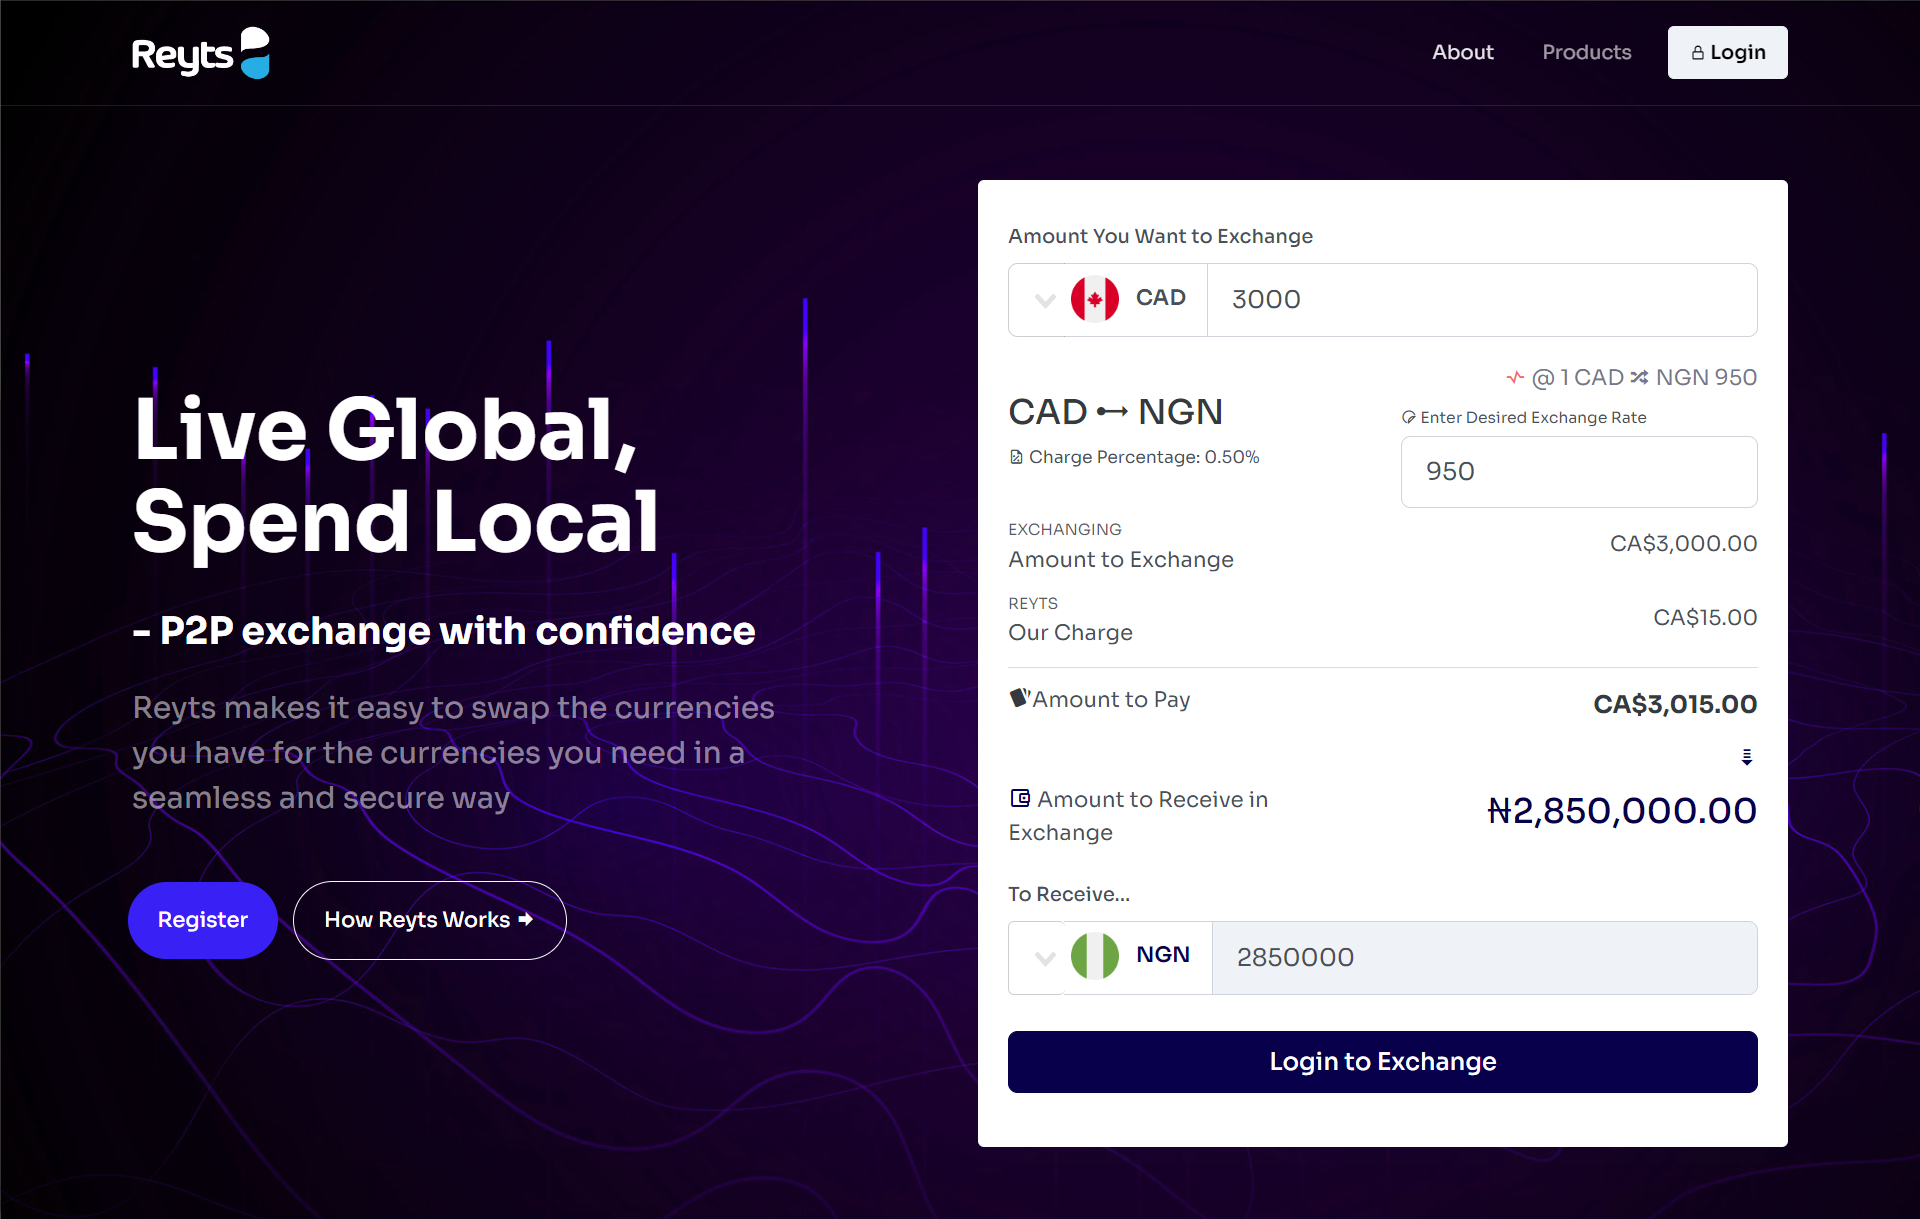 Reyts
About
Products
Login
Live Global,
Spend Local
- P2P exchange with confidence
Reyts makes it easy to swap the currencies
you have for the currencies you need in a
seamless and secure way
Register
How Reyts Works
Amount You Want to Exchange
CAD
3000
@ 1 CAD NGN 950
CAD NGN
Enter Desired Exchange Rate
Charge Percentage: 0.50%
950
EXCHANGING
Amount to Exchange
CA$3,000.00
REYTS
Our Charge
CA$15.00
Amount to Pay
CA$3,015.00
Amount to Receive in
Exchange
₦2,850,000.00
To Receive...
NGN
2850000
Login to Exchange